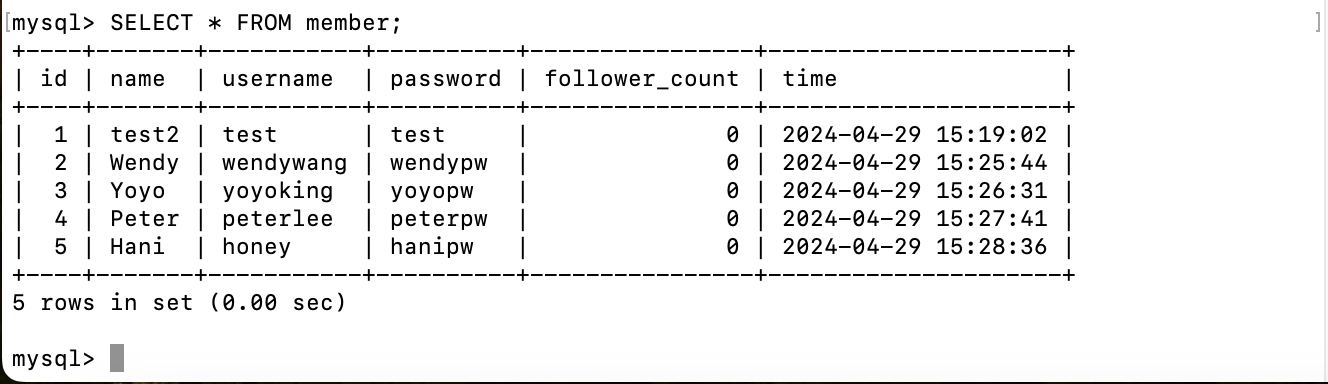 [mysql> SELECT * FROM member; ]
+----+-------+-----------+----------+----------------+---------------------+
| id | name  | username  | password | follower_count | time                |
+----+-------+-----------+----------+----------------+---------------------+
|  1 | test2 | test      | test     |              0 | 2024-04-29 15:19:02 |
|  2 | Wendy | wendywang | wendypw  |              0 | 2024-04-29 15:25:44 |
|  3 | Yoyo  | yoyoking  | yoyopw   |              0 | 2024-04-29 15:26:31 |
|  4 | Peter | peterlee  | peterpw  |              0 | 2024-04-29 15:27:41 |
|  5 | Hani  | honey     | hanipw   |              0 | 2024-04-29 15:28:36 |
+----+-------+-----------+----------+----------------+---------------------+
5 rows in set (0.00 sec)
mysql>